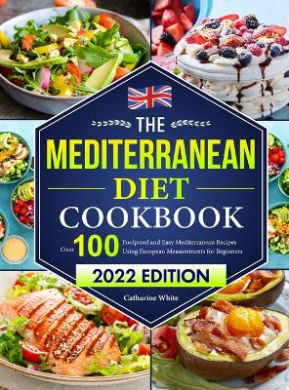 THE
MEDITERRANEAN
DIET
COOKBOOK
Over 100 Foolproof and Easy Mediterranean Recipes
Using European Measurements for Beginners
2022 EDITION
Catharine White